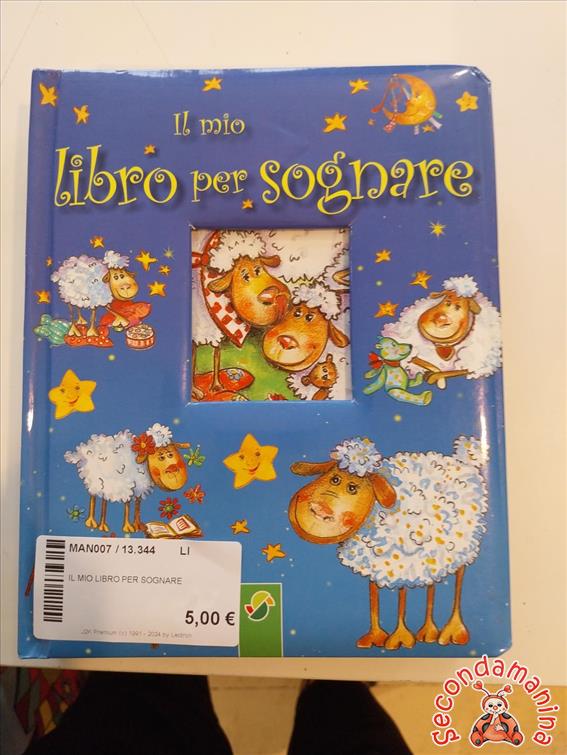 Il mio
libro per sognare
MAN007 / 13.344 LI
IL MIO LIBRO PER SOGNARE
5,00 €
J2K Premium (c) 1991 - 2024 by Lectron
Secondamanina